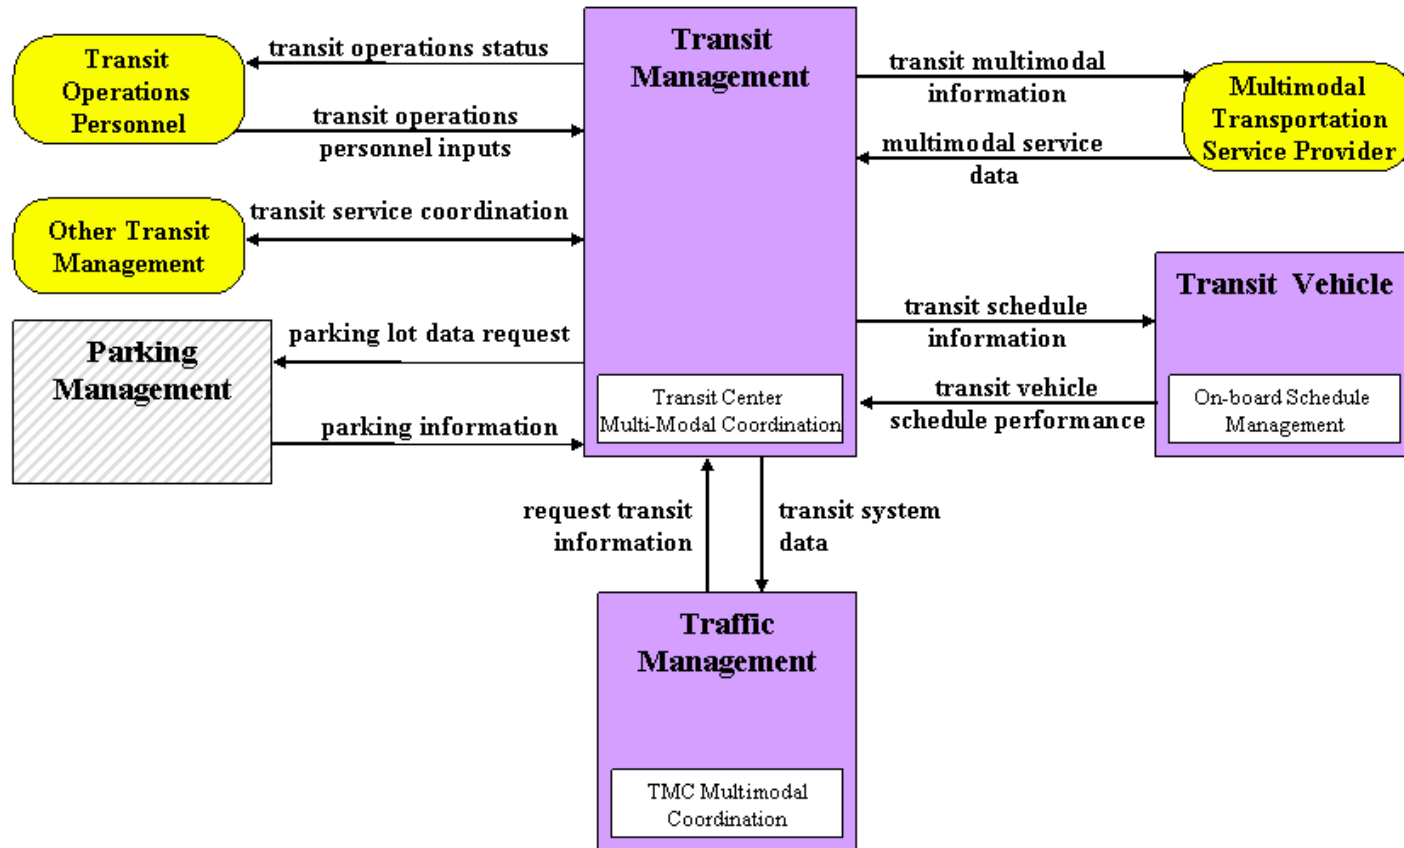 Transit
Management
transit operations status
Transit
Operations
Personnel
transit operations
personnel inputs
transit multimodal
information
Multimodal
Transportation
Service Provider
multimodal service
data
transit service coordination
Other Transit
Management
Transit Vehicle
transit schedule
information
parking lot data request
Parking
Management
transit vehicle
schedule performance
On-board Schedule
Management
Transit Center
Multi-Modal Coordination
parking information
request transit
information
transit system
data
Traffic
Management
TMC Multimodal
Coordination